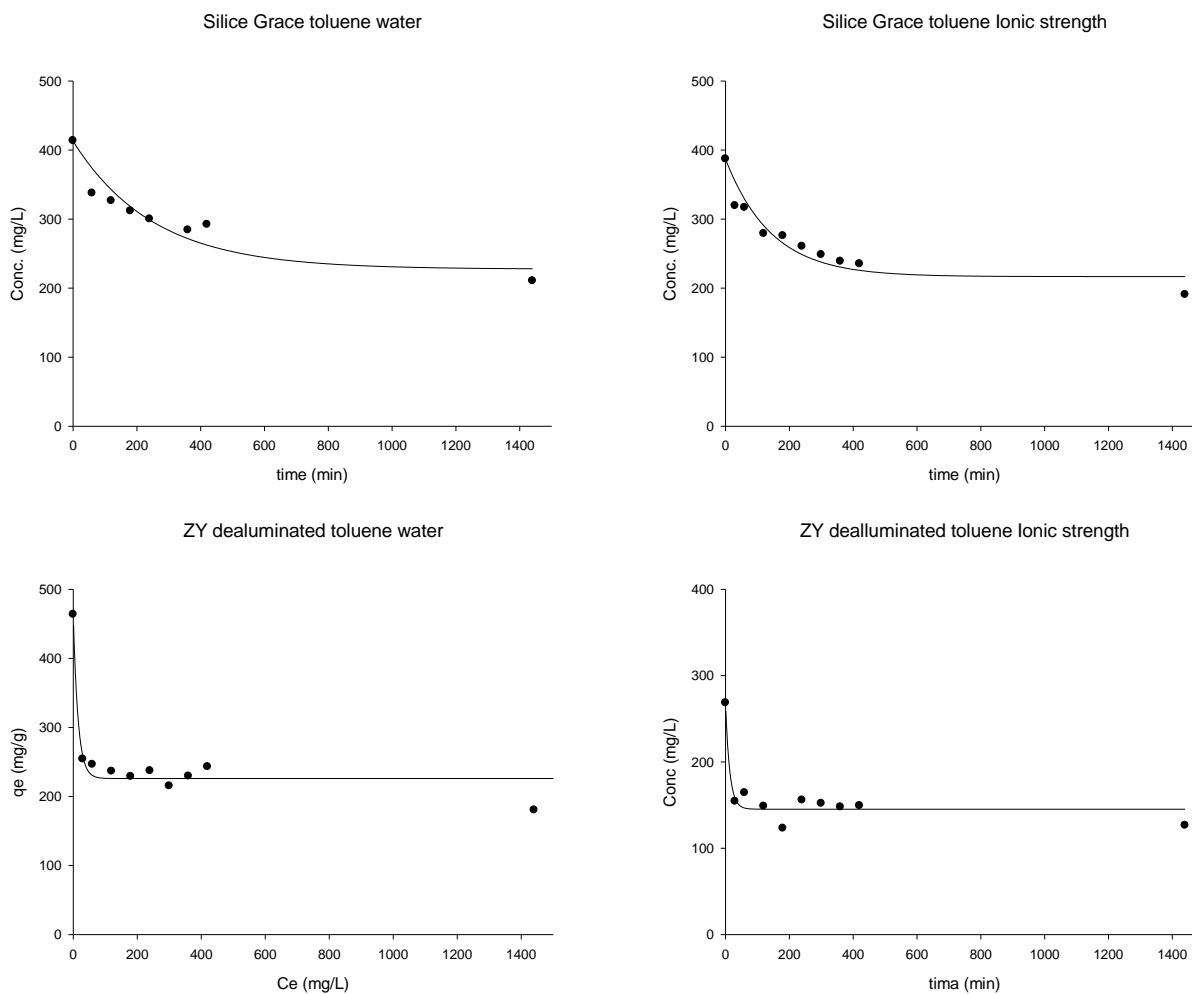 Silice Grace toluene water
500
400
300
200
100
0
Conc. (mg/L)
0 200 400 600 800 1000 1200 1400
time (min)
Silice Grace toluene Ionic strength
500
400
300
200
100
0
Conc. (mg/L)
0 200 400 600 800 1000 1200 1400
time (min)
ZY dealuminated toluene water
500
400
300
200
100
0
qe (mg/g)
0 200 400 600 800 1000 1200 1400
Ce (mg/L)
ZY dealluminated toluene Ionic strength
400
300
200
100
0
Conc (mg/L)
0 200 400 600 800 1000 1200 1400
tima (min)